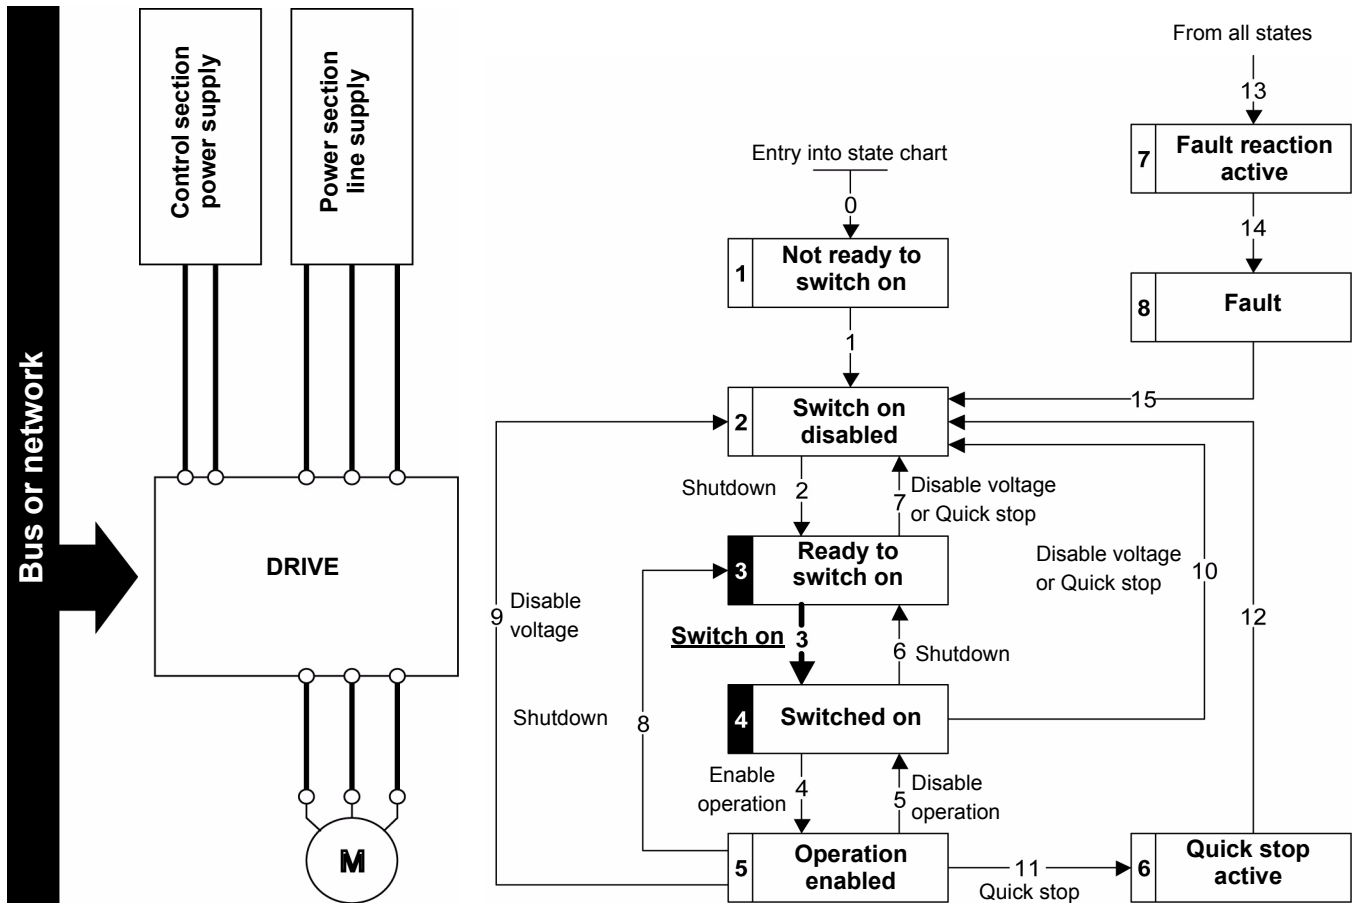 Bus or network
Control section
power supply
Power section
line supply
DRIVE
M
From all states
13
7
Fault reaction
active
14
8
Fault
15
Entry into state chart
0
1
Not ready to
switch on
1
2
Switch on
disabled
Shutdown
2
7
Disable voltage
or Quick stop
3
Ready to
switch on
Disable voltage
or Quick stop
10
12
9
Disable
voltage
Switch on
3
6
Shutdown
Shutdown
8
4
Switched on
Enable
operation
4
5
Disable
operation
5
Operation
enabled
11
Quick stop
6
Quick stop
active